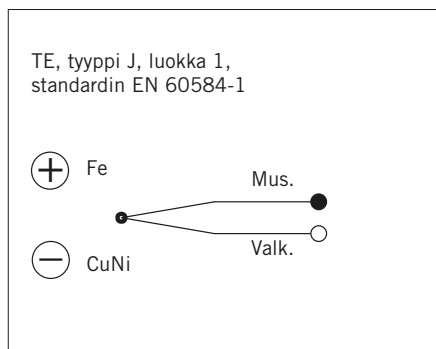 TE, tyyppi J, luokka 1,
standardin EN 60584-1
Fe
Mus.
Valk.
CuNi